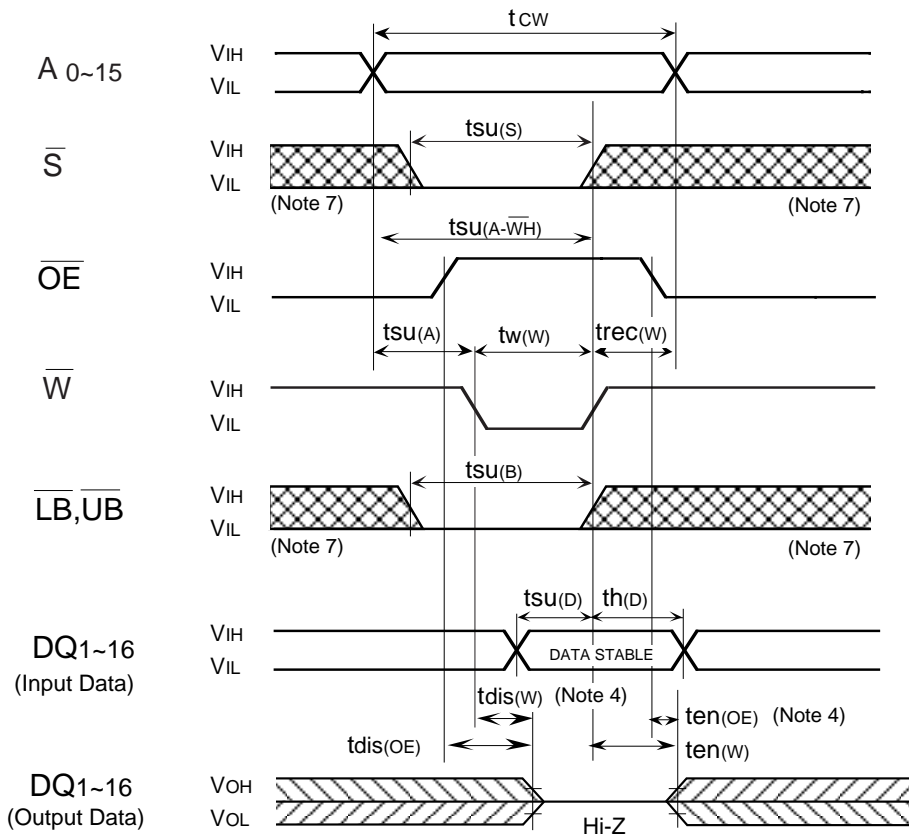 tCW
A 0~15 VIH
VIL
tsu(S)
S VIH
VIL
(Note 7) (Note 7)
tsu(A-WH)
OE VIH
VIL
tsu(A) tw(W) trec(W)
W VIH
VIL
tsu(B)
LB,UB VIH
VIL
(Note 7) (Note 7)
tsu(D) th(D)
DQ1~16 VIH
VIL DATA STABLE
(Input Data)
tdis(W) (Note 4) ten(OE) (Note 4)
tdis(OE) ten(W)
DQ1~16 VOH
(Output Data) VOL
Hi-Z